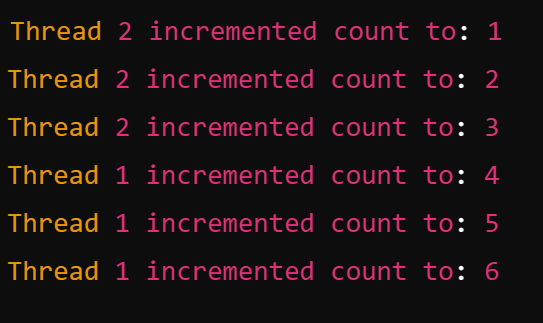 Thread 2 incremented count to: 1
Thread 2 incremented count to: 2
Thread 2 incremented count to: 3
Thread 1 incremented count to: 4
Thread 1 incremented count to: 5
Thread 1 incremented count to: 6